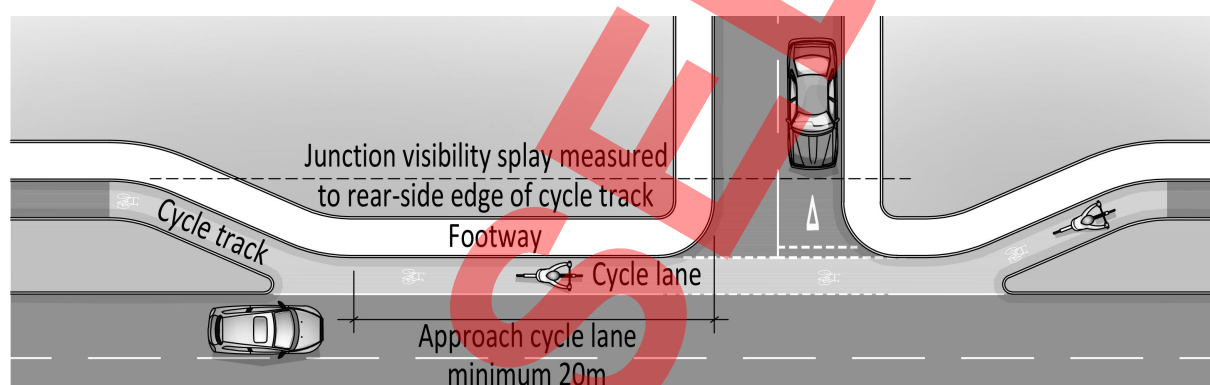 Junction visibility splay measured
to rear-side edge of cycle track
Cycle track
Footway
Cycle lane
Approach cycle lane
minimum 20m